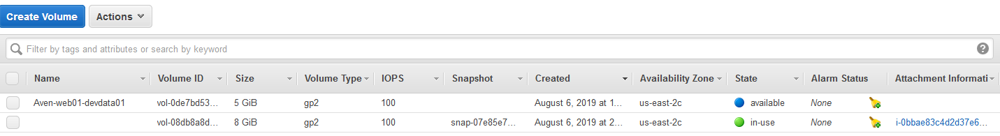 Create Volume Actions
Filter by tags and attributes or search by keyword
Name Volume ID Size Volume Type IOPS Snapshot Created Availability Zone State Alarm Status Attachment Informati
Aven-web01-devdata01 vol-0de7bd53... 5 GiB gp2 100 August 6, 2019 at 1... us-east-2c available None
vol-08db8a8d... 8 GiB gp2 100 snap-07e85e7... August 6, 2019 at 2... us-east-2c in-use None i-0bbae83c4d2d37e6...